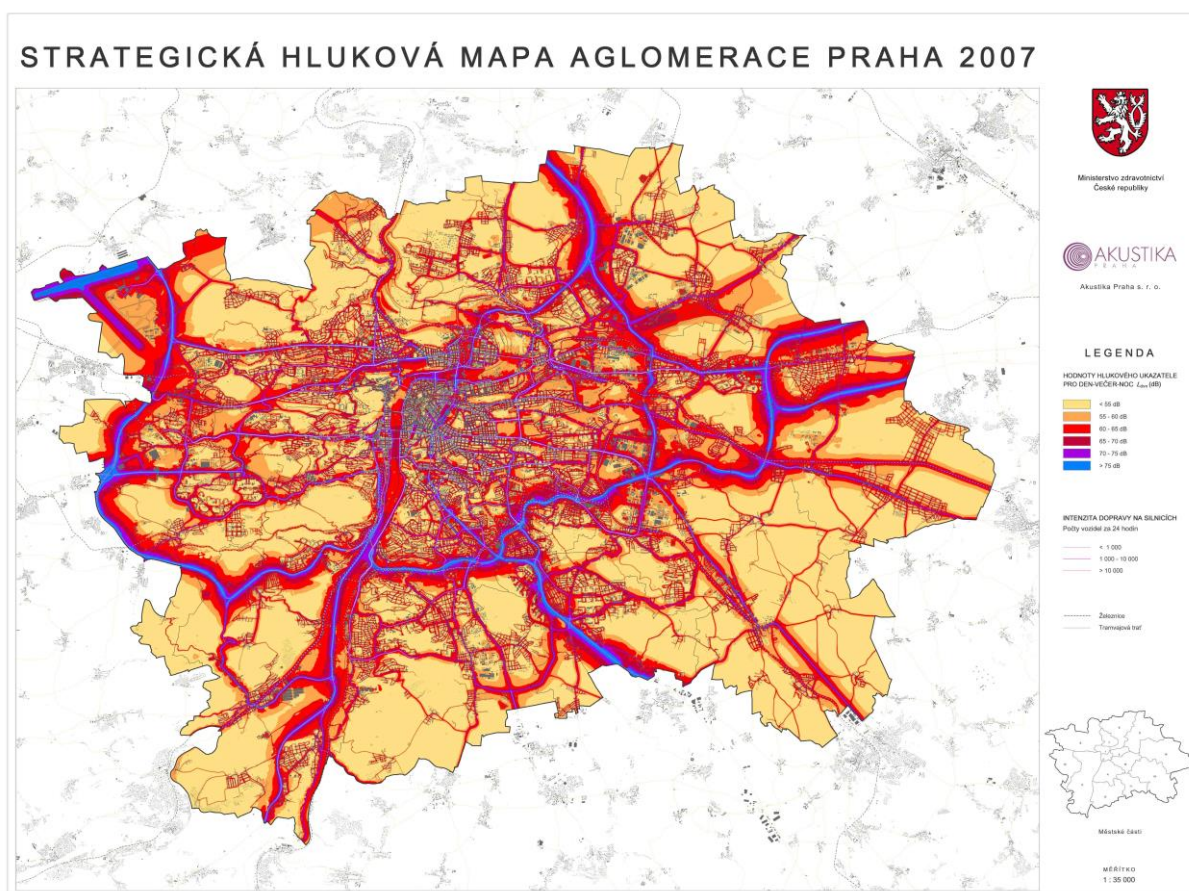 STRATEGICKÁ HLUKOVÁ MAPA AGLOMERACE PRAHA 2007
Ministerstvo zdravotnictví
České republiky
AKUSTIKA
PRAHA
Akustika Praha s. r. o.
LEGENDA
HODNOTY HLUKOVÉHO UKAZATELE
PRO DEN-VEČER-NOC Ldvn [dB]
< 55 dB
55 - 60 dB
60 - 65 dB
65 - 70 dB
70 - 75 dB
> 75 dB
INTENZITA DOPRAVY NA SILNICÍCH
Počty vozidel za 24 hodin
< 1 000
1 000 - 10 000
> 10 000
Železnice
Tramvajová trať
Městské části
MĚŘÍTKO
1 : 35 000